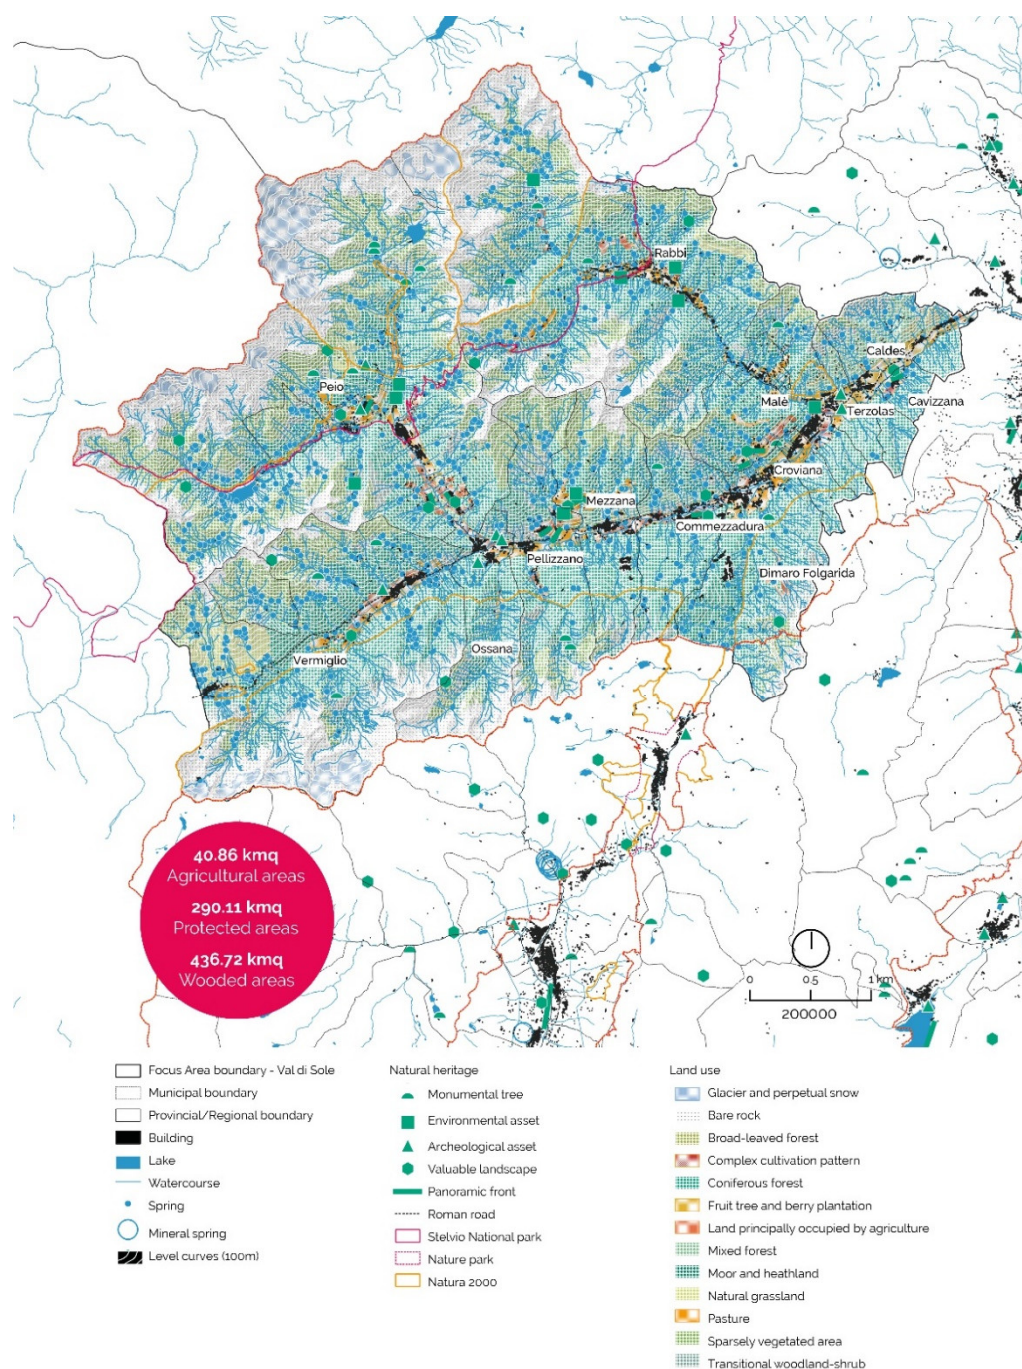 Rabbi
Caldes
Peio
Malè
Cavizzana
Terzolas
Croviana
Mezzana
Commezzadura
Pellizzano
Dimaro Folgarida
Ossana
Vermiglio
40.86 kmq
Agricultural areas
290.11 kmq
Protected areas
436.72 kmq
Wooded areas
0 0.5 1 km
200000
Focus Area boundary - Val di Sole
Municipal boundary
Provincial/Regional boundary
Building
Lake
Watercourse
Spring
Mineral spring
Level curves (100m)
Natural heritage
Monumental tree
Environmental asset
Archeological asset
Valuable landscape
Panoramic front
Roman road
Stelvio National park
Nature park
Natura 2000
Land use
Glacier and perpetual snow
Bare rock
Broad-leaved forest
Complex cultivation pattern
Coniferous forest
Fruit tree and berry plantation
Land principally occupied by agriculture
Mixed forest
Moor and heathland
Natural grassland
Pasture
Sparsely vegetated area
Transitional woodland-shrub